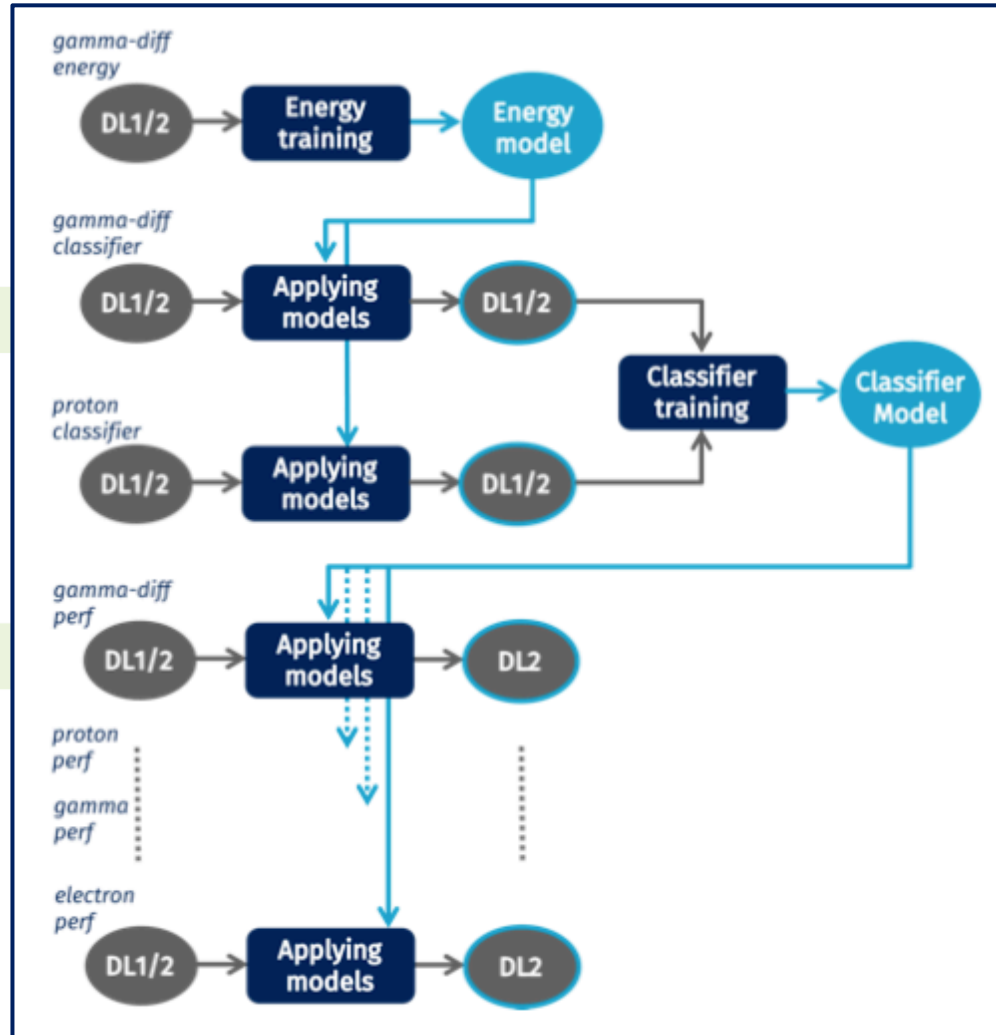 gamma-diff
energy
DL1/2
Energy
training
Energy
model
gamma-diff
classifier
DL1/2
Applying
models
DL1/2
Classifier
training
Classifier
Model
proton
classifier
DL1/2
Applying
models
DL1/2
gamma-diff
perf
DL1/2
Applying
models
DL2
proton
perf
gamma
perf
electron
perf
DL1/2
Applying
models
DL2